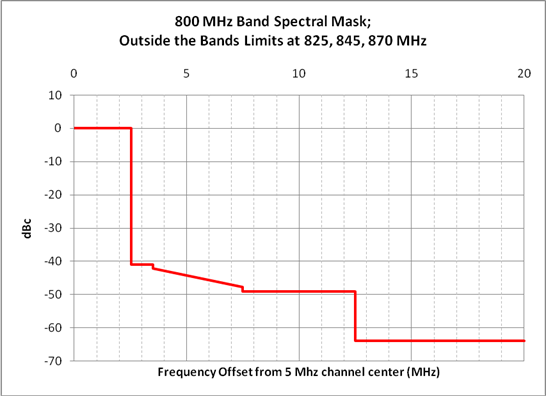 800 MHz Band Spectral Mask;
Outside the Bands Limits at 825, 845, 870 MHz
0 5 10 15 20
10
0
-10
-20
-30
-40
-50
-60
-70
dBc
Frequency Offset from 5 Mhz channel center (MHz)